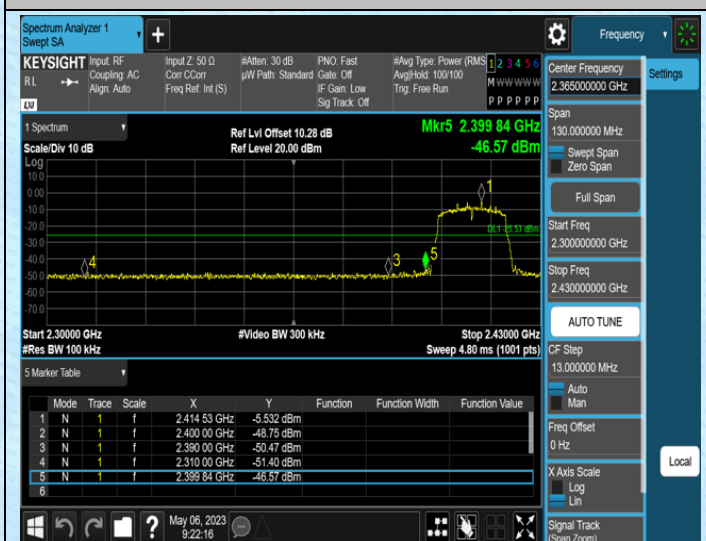 Spectrum Analyzer 1
Swept SA
Frequency
KEYSIGHT
RL
LXI
Input: RF
Coupling: AC
Align: Auto
Input Z: 50 Ω
Corr CCorr
Freq Ref: Int (S)
#Atten: 30 dB
µW Path: Standard
PNO: Fast
Gate: Off
IF Gain: Low
Sig Track: Off
#Avg Type: Power (RMS
Avg|Hold: 100/100
Trig: Free Run
1 2 3 4 5 6
M W W W W W
P P P P P P
1 Spectrum
Scale/Div 10 dB
Log
Ref Lvl Offset 10.28 dB
Ref Level 20.00 dBm
Mkr5 2.399 84 GHz
-46.57 dBm
10.0
0.00
-10.0
-20.0
-30.0
-40.0
-50.0
-60.0
-70.0
1
DL1 -25.53 dBm
4
3
5
Start 2.30000 GHz
#Res BW 100 kHz
#Video BW 300 kHz
Stop 2.43000 GHz
Sweep 4.80 ms (1001 pts)
5 Marker Table
Mode Trace Scale X Y Function Function Width Function Value
1 N 1 f 2.414 53 GHz -5.532 dBm
2 N 1 f 2.400 00 GHz -48.75 dBm
3 N 1 f 2.390 00 GHz -50.47 dBm
4 N 1 f 2.310 00 GHz -51.40 dBm
5 N 1 f 2.399 84 GHz -46.57 dBm
6
May 06, 2023
9:22:16
?
Center Frequency
2.365000000 GHz
Span
130.000000 MHz
Swept Span
Zero Span
Full Span
Start Freq
2.300000000 GHz
Stop Freq
2.430000000 GHz
AUTO TUNE
CF Step
13.000000 MHz
Auto
Man
Freq Offset
0 Hz
X Axis Scale
Log
Lin
Signal Track
(Span Zoom)
Settings
Local